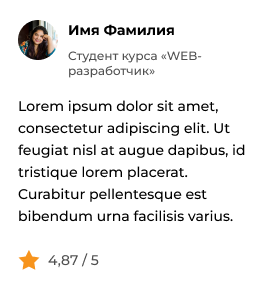 Имя Фамилия
Студент курса «WEB-
разработчик»
Lorem ipsum dolor sit amet,
consectetur adipiscing elit. Ut
feugiat nisl at augue dapibus, id
tristique lorem placerat.
Curabitur pellentesque est
bibendum urna facilisis varius.
4,87 / 5